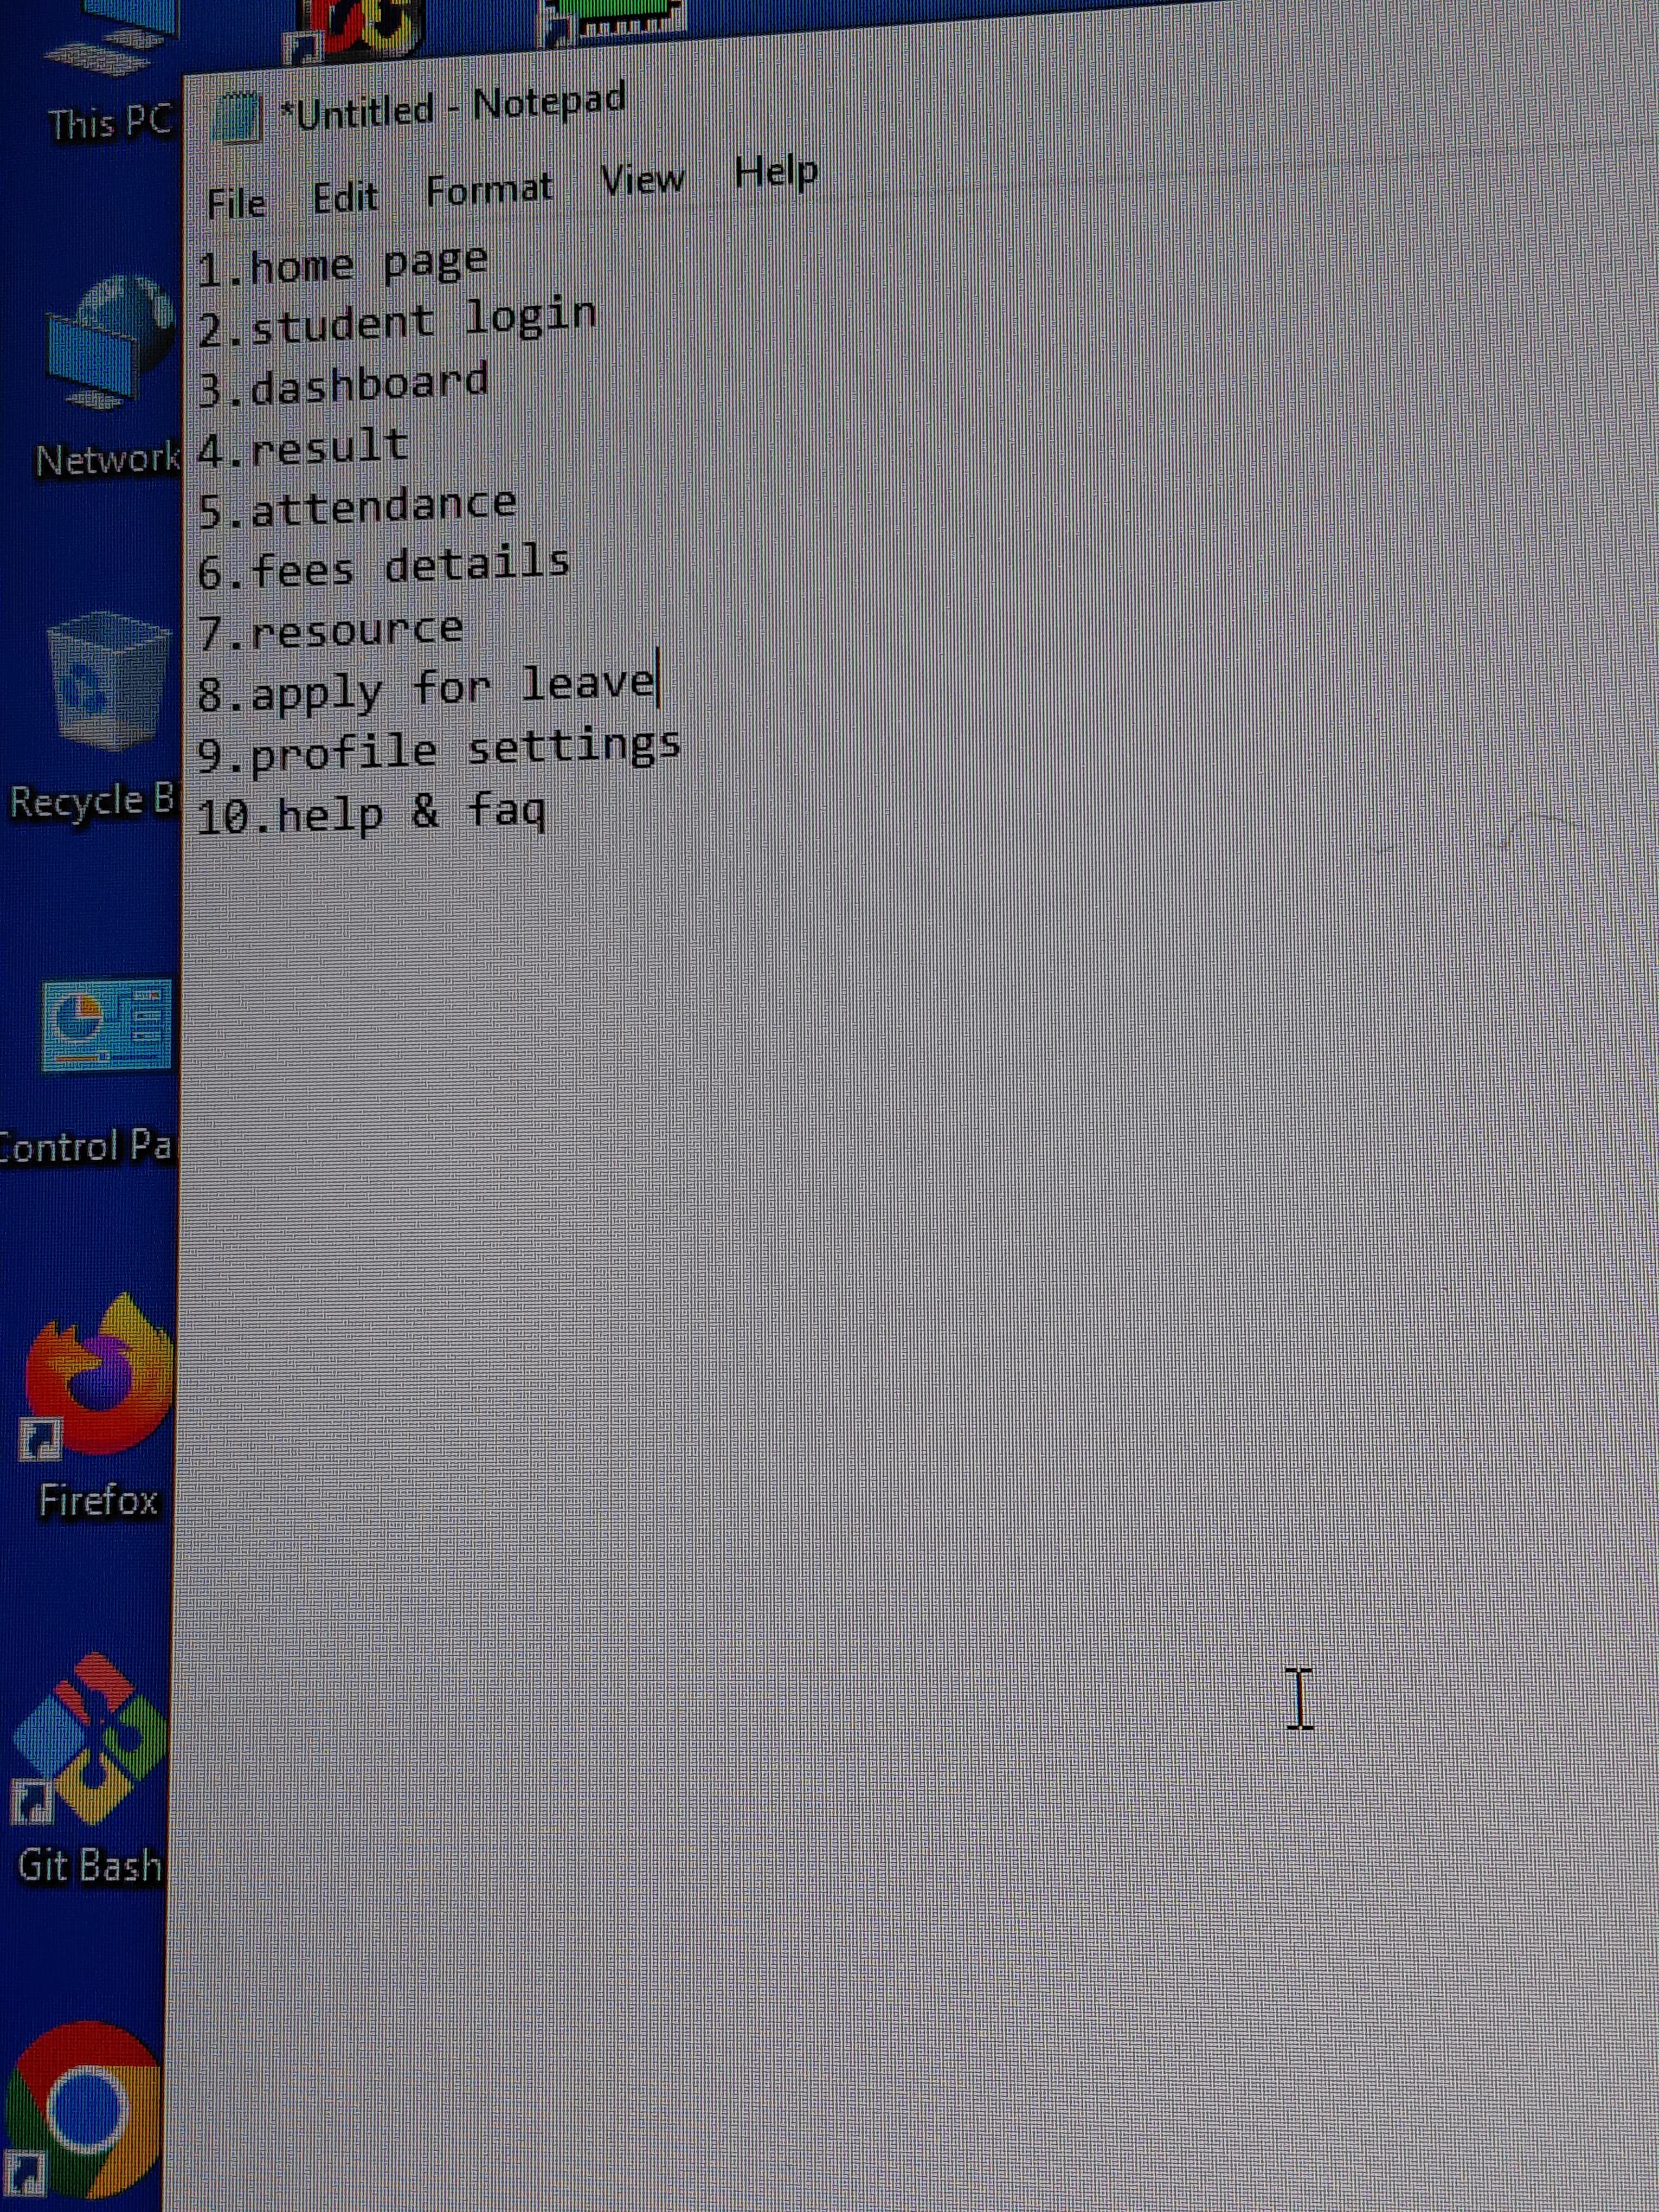 This PC
*Untitled - Notepad
File Edit Format View Help
1.home page
2.student login
3.dashboard
4.result
5.attendance
6.fees details
7.resource
8.apply for leave
9.profile settings
10.help & faq
Network
Recycle B
Control Pa
Firefox
Git Bash